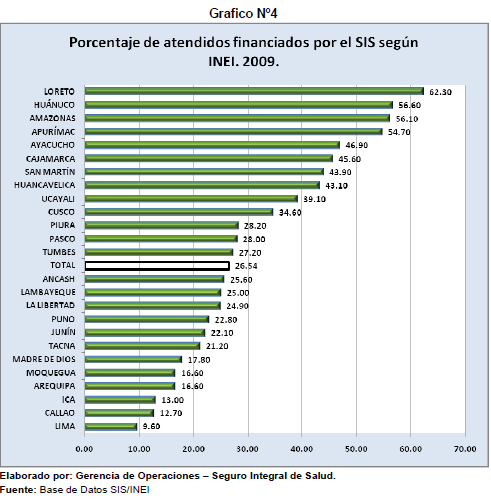 Grafico Nº4
Porcentaje de atendidos financiados por el SIS según
INEI. 2009.
LORETO 62.30
HUÁNUCO 56.60
AMAZONAS 56.10
APURÍMAC 54.70
AYACUCHO 46.90
CAJAMARCA 45.60
SAN MARTÍN 43.90
HUANCAVELICA 43.10
UCAYALI 39.10
CUSCO 34.60
PIURA 28.20
PASCO 28.00
TUMBES 27.20
TOTAL 26.54
ANCASH 25.60
LAMBAYEQUE 25.00
LA LIBERTAD 24.90
PUNO 22.80
JUNÍN 22.10
TACNA 21.20
MADRE DE DIOS 17.80
MOQUEGUA 16.60
AREQUIPA 16.60
ICA 13.00
CALLAO 12.70
LIMA 9.60
0.00 10.00 20.00 30.00 40.00 50.00 60.00 70.00
Elaborado por: Gerencia de Operaciones – Seguro Integral de Salud.
Fuente: Base de Datos SIS/INEI